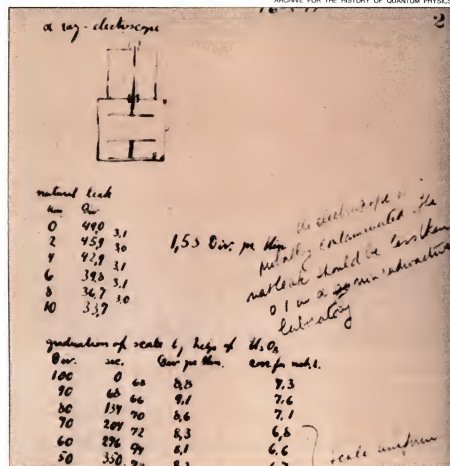 ARCHIVE FOR THE HISTORY OF QUANTUM PHYSICS
2
α ray-electroscope
natural leak
Min. Div.
0 49,0
3,1
2 45,9
3,0
4 42,9
3,1
6 39,8
3,1
8 36,7
3,0
10 33,7
1,53 Div. per Min.
the electroscope is
contaminated. The
nat leak should be less than
0 1 in a non radioactive
laboratory
graduation of scale by help of U₃O₈
Div. sec. Div per Min. corr. for nat. l.
100 0 68 8,8 7.3
90 68 66 9,1 7.6
80 134 70 8,6 7,1
70 204 72 8,3 6,8
60 276 74 8,1 6,6
50 350
scale uniform